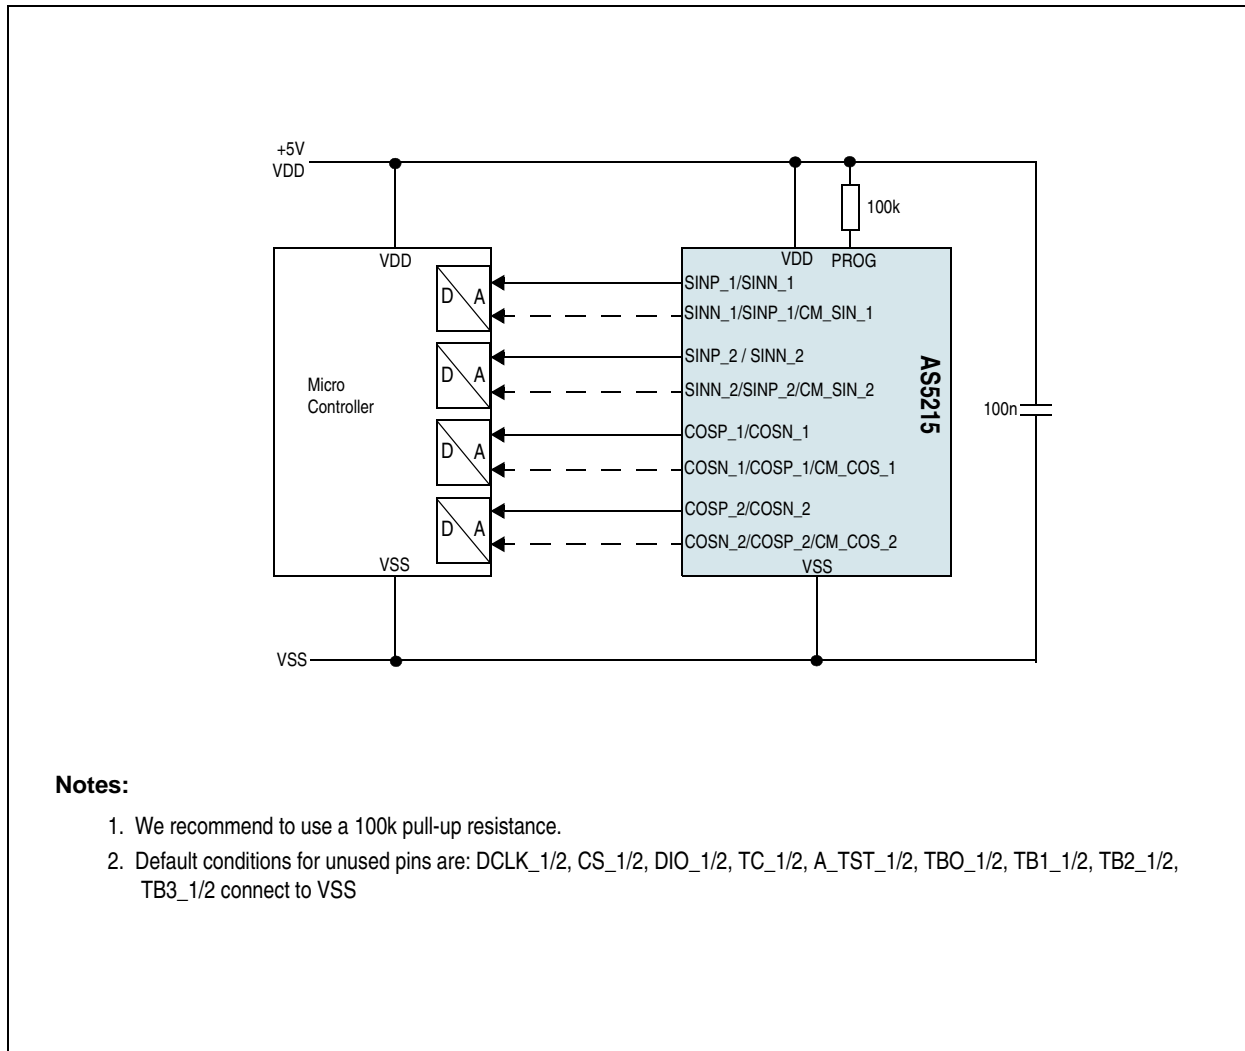 +5V
VDD
100k
VDD
VDD PROG
D A
SINP_1/SINN_1
SINN_1/SINP_1/CM_SIN_1
D A
SINP_2 / SINN_2
SINN_2/SINP_2/CM_SIN_2
Micro
Controller
AS5215
100n
D A
COSP_1/COSN_1
COSN_1/COSP_1/CM_COS_1
D A
COSP_2/COSN_2
COSN_2/COSP_2/CM_COS_2
VSS
VSS
VSS
Notes:
1. We recommend to use a 100k pull-up resistance.
2. Default conditions for unused pins are: DCLK_1/2, CS_1/2, DIO_1/2, TC_1/2, A_TST_1/2, TBO_1/2, TB1_1/2, TB2_1/2,
TB3_1/2 connect to VSS